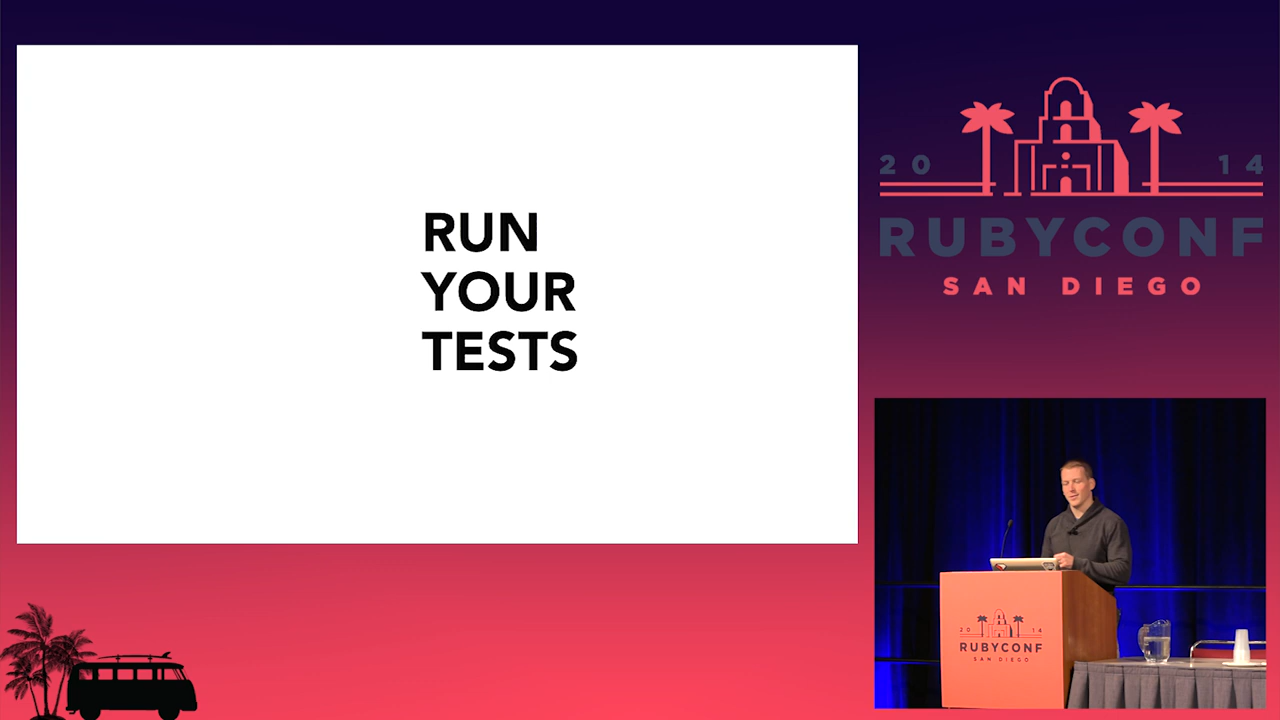 RUN
YOUR
TESTS
20 14
RUBYCONF
SAN DIEGO
20 14
RUBYCONF
SAN DIEGO